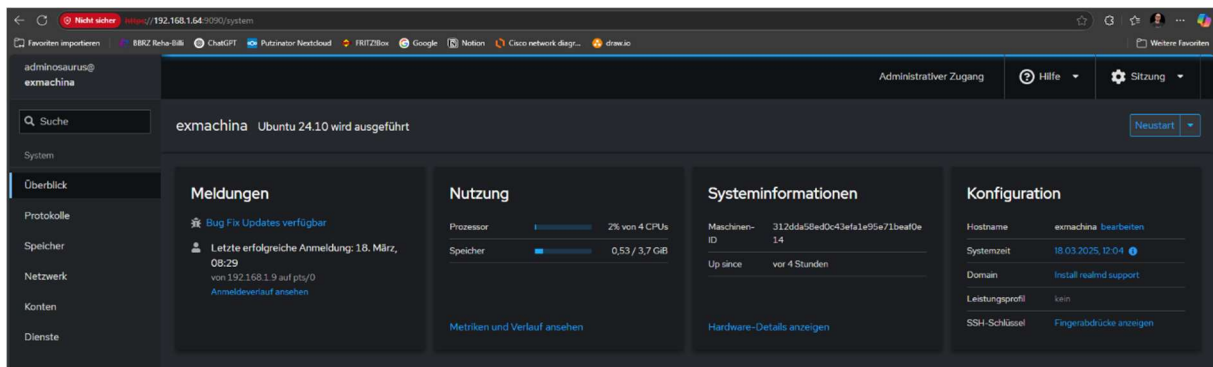 Nicht sicher https://192.168.1.64:9090/system
Favoriten importieren BBRZ Reha-Billi ChatGPT Putzinator Nextcloud FRITZ!Box Google Notion Cisco network diagr... draw.io Weitere Favoriten
adminosaurus@
exmachina
Administrativer Zugang Hilfe Sitzung
Suche
exmachina Ubuntu 24.10 wird ausgeführt
Neustart
System
Überblick
Protokolle
Speicher
Netzwerk
Konten
Dienste
Meldungen
Bug Fix Updates verfügbar
Letzte erfolgreiche Anmeldung: 18. März,
08:29
von 192.168.1.9 auf pts/0
Anmeldeverlauf ansehen
Nutzung
Prozessor 2% von 4 CPUs
Speicher 0,53 / 3,7 GiB
Metriken und Verlauf ansehen
Systeminformationen
Maschinen-ID 312dda58ed0c43efa1e95e71beaf0e
14
Up since vor 4 Stunden
Hardware-Details anzeigen
Konfiguration
Hostname exmachina bearbeiten
Systemzeit 18.03.2025, 12:04
Domain Install realmd support
Leistungsprofil kein
SSH-Schlüssel Fingerabdrücke anzeigen